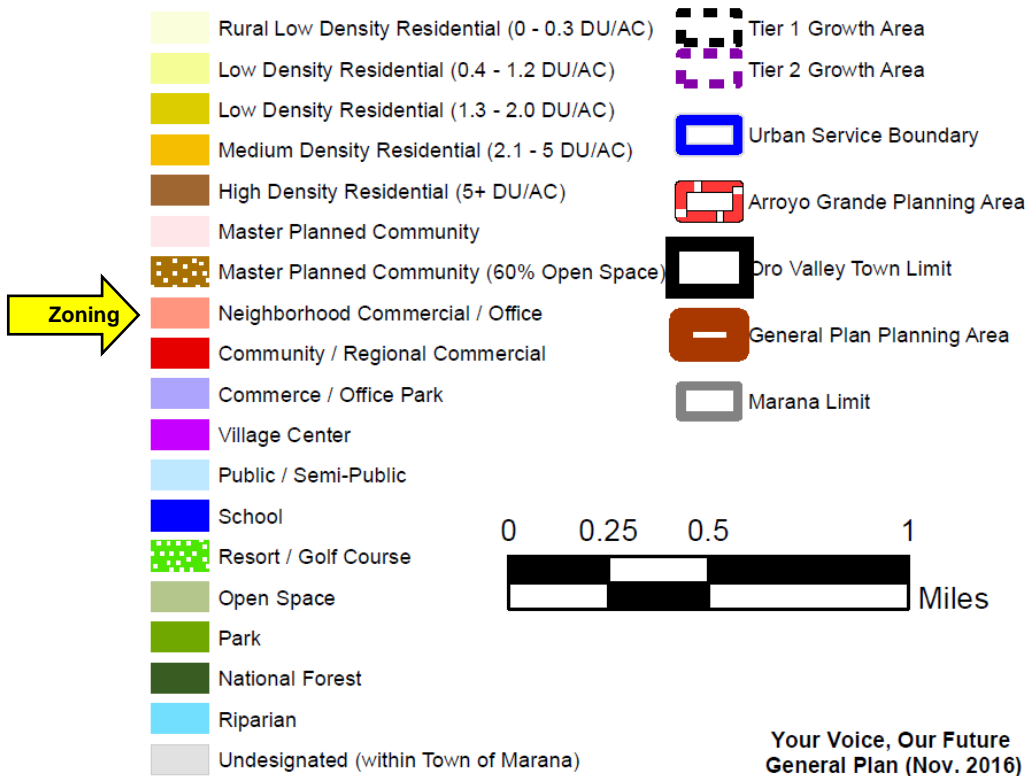 Rural Low Density Residential (0 - 0.3 DU/AC)
Low Density Residential (0.4 - 1.2 DU/AC)
Low Density Residential (1.3 - 2.0 DU/AC)
Medium Density Residential (2.1 - 5 DU/AC)
High Density Residential (5+ DU/AC)
Master Planned Community
Master Planned Community (60% Open Space)
Zoning
Neighborhood Commercial / Office
Community / Regional Commercial
Commerce / Office Park
Village Center
Public / Semi-Public
School
Resort / Golf Course
Open Space
Park
National Forest
Riparian
Undesignated (within Town of Marana)
Tier 1 Growth Area
Tier 2 Growth Area
Urban Service Boundary
Arroyo Grande Planning Area
Oro Valley Town Limit
General Plan Planning Area
Marana Limit
0 0.25 0.5 1
Miles
Your Voice, Our Future
General Plan (Nov. 2016)